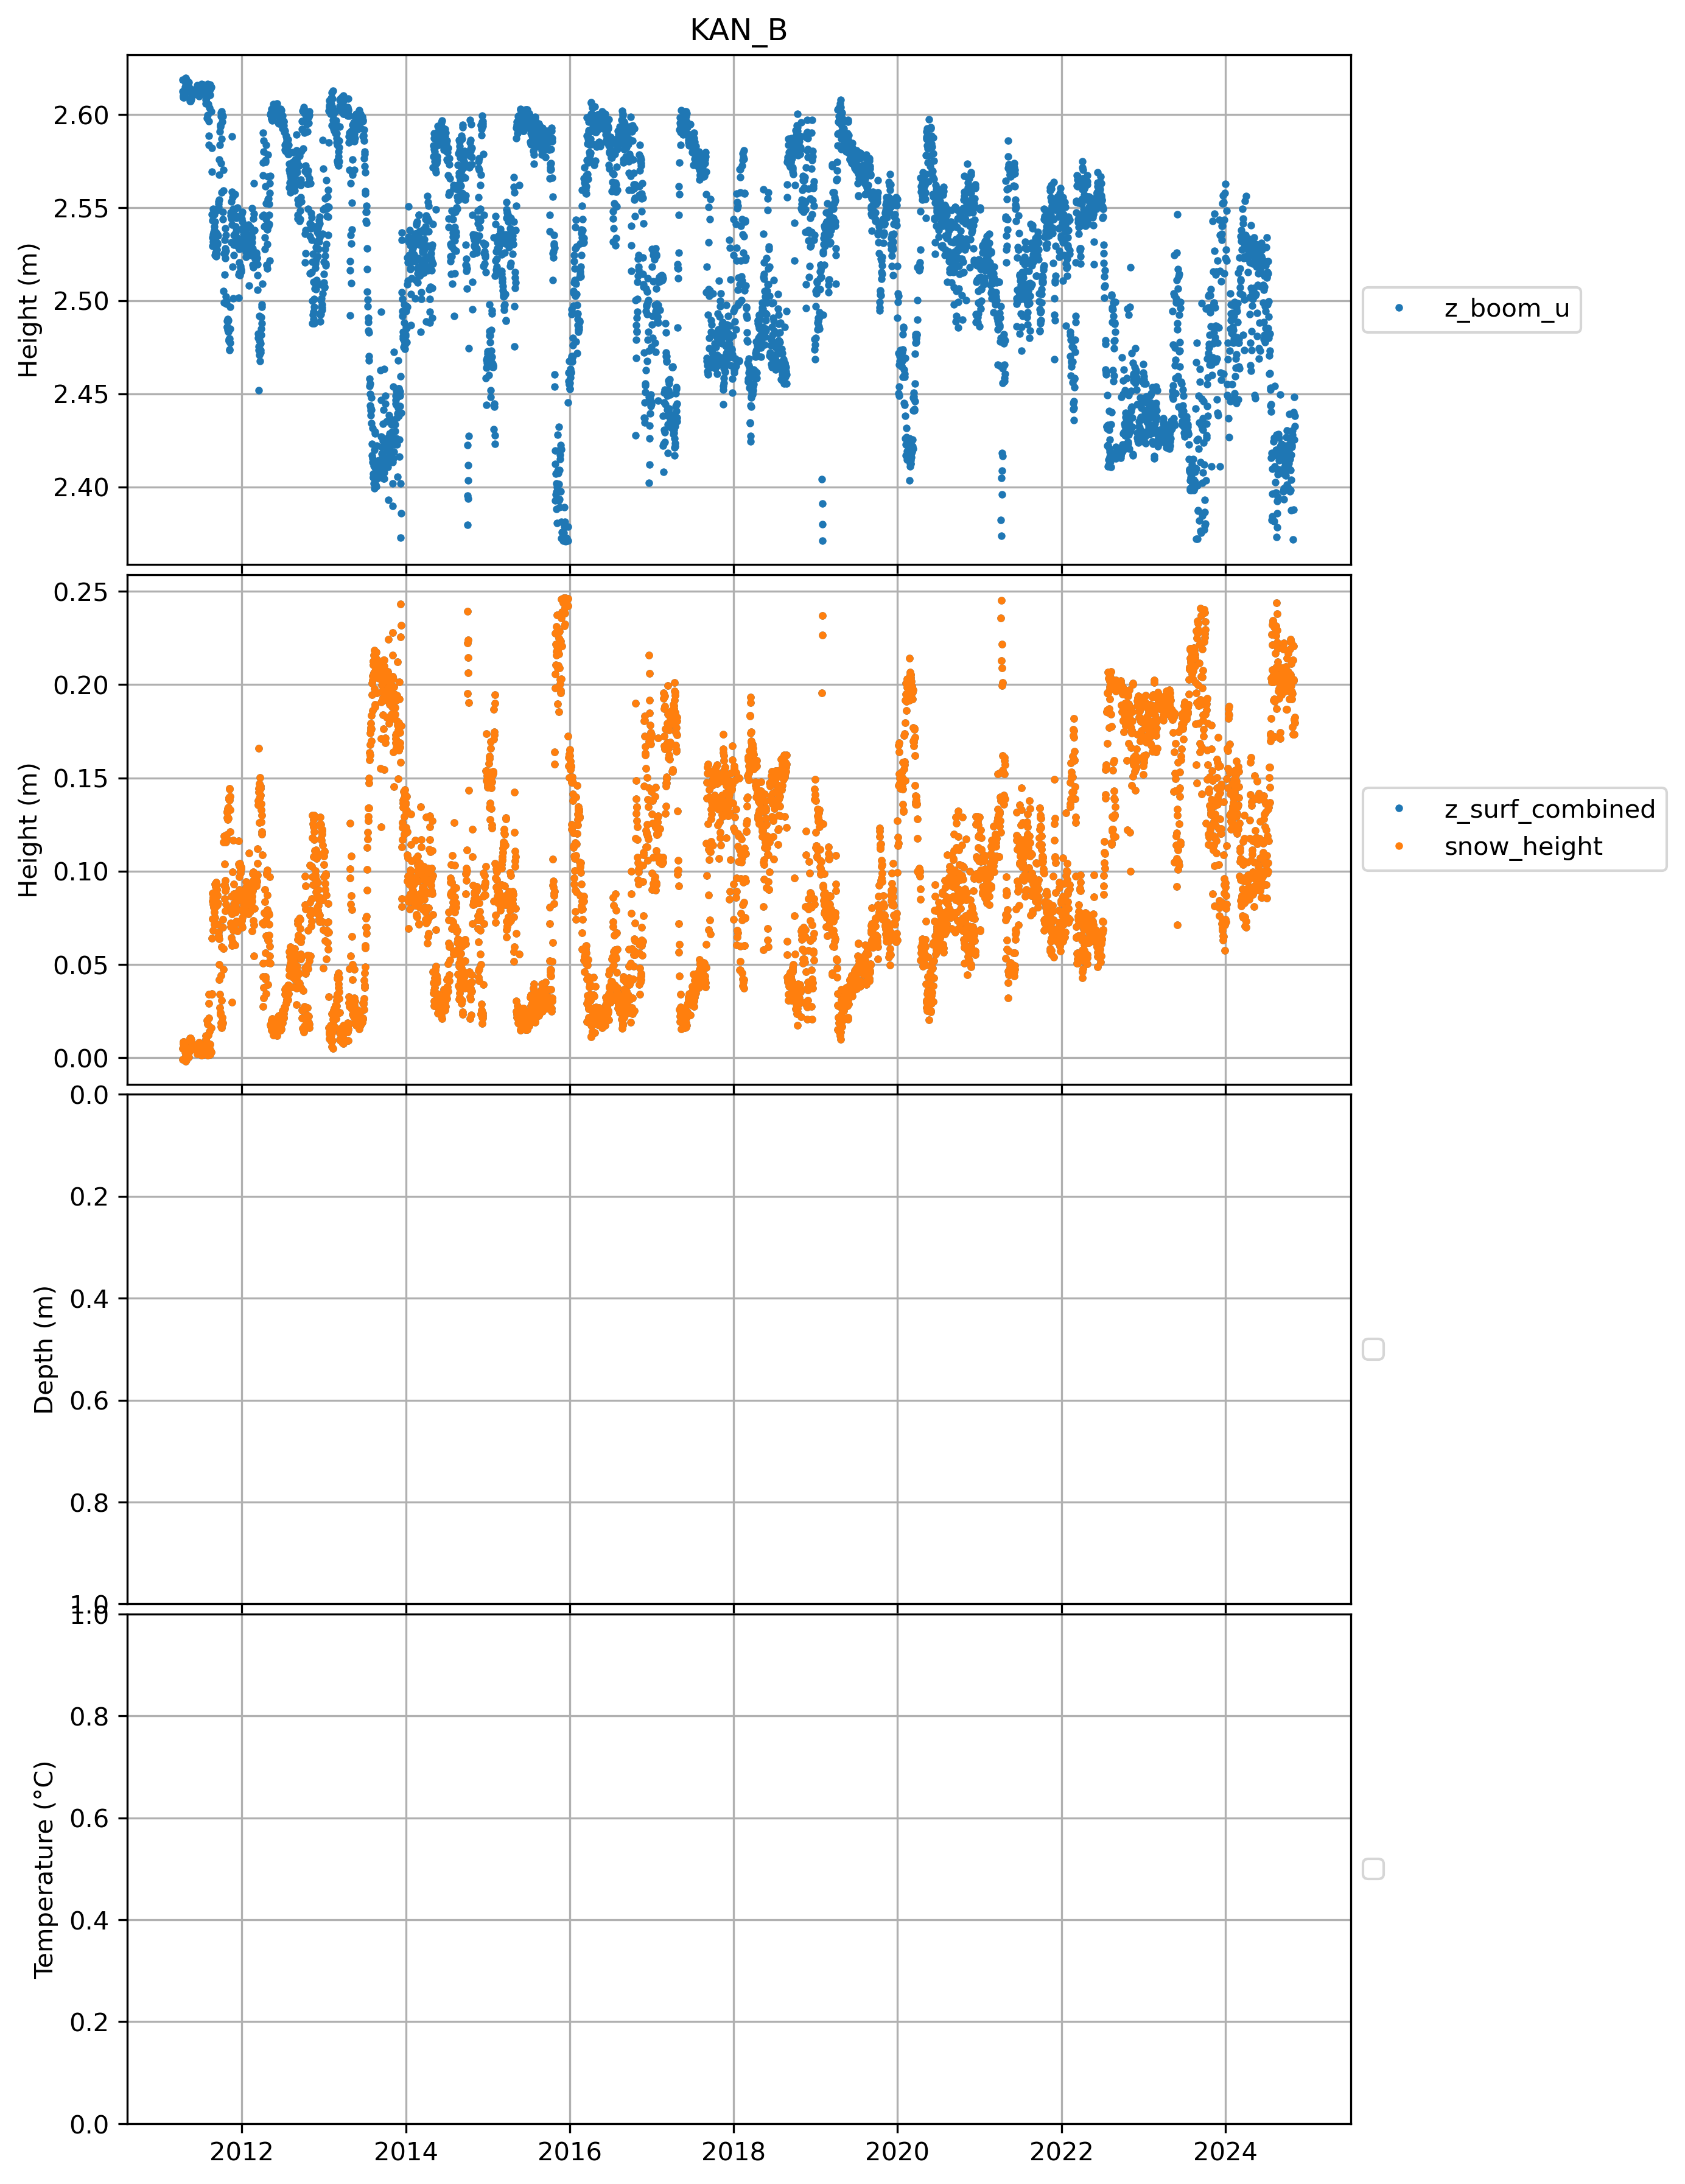 KAN_B
2.60
2.55
2.50
2.45
2.40
Height (m)
z_boom_u
0.25
0.20
0.15
0.10
0.05
0.00
Height (m)
z_surf_combined
snow_height
0.0
0.2
0.4
0.6
0.8
1.0
Depth (m)
1.0
0.8
0.6
0.4
0.2
0.0
Temperature (°C)
2012 2014 2016 2018 2020 2022 2024